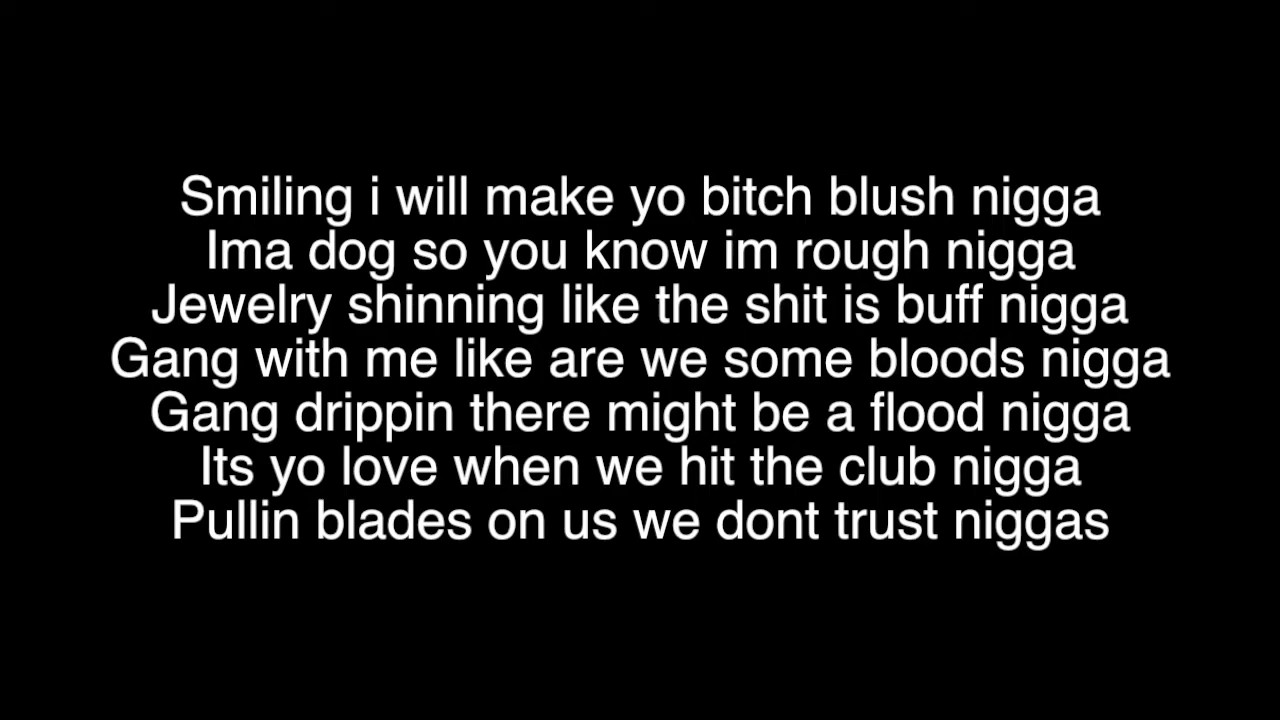 Smiling i will make yo bitch blush nigga
Ima dog so you know im rough nigga
Jewelry shinning like the shit is buff nigga
Gang with me like are we some bloods nigga
Gang drippin there might be a flood nigga
Its yo love when we hit the club nigga
Pullin blades on us we dont trust niggas